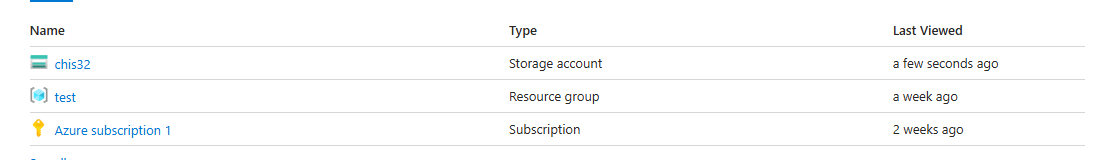 Name Type Last Viewed
chis32 Storage account a few seconds ago
test Resource group a week ago
Azure subscription 1 Subscription 2 weeks ago